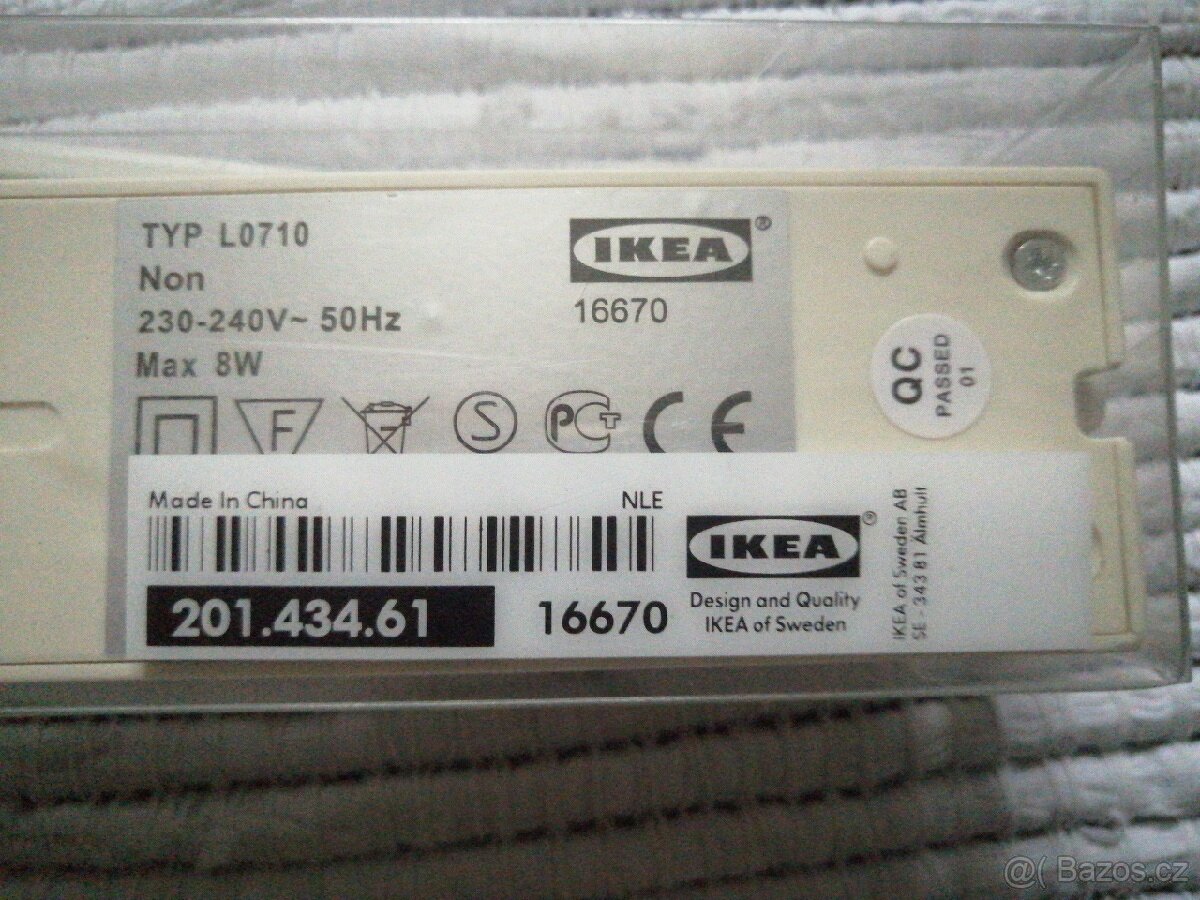 TYP L0710
Non
230-240V~ 50Hz
Max 8W
IKEA®
16670
F
S
PCT
CE
QC
PASSED
01
Made In China
NLE
201.434.61
16670
IKEA®
Design and Quality
IKEA of Sweden
IKEA of Sweden AB
SE - 343 81 Älmhult
@( Bazos.cz